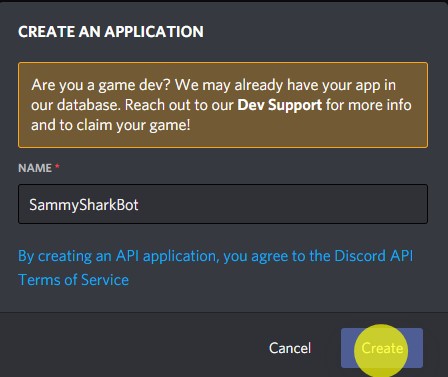 CREATE AN APPLICATION
Are you a game dev? We may already have your app in
our database. Reach out to our Dev Support for more info
and to claim your game!
NAME *
SammySharkBot
By creating an API application, you agree to the Discord API
Terms of Service
Cancel
Create